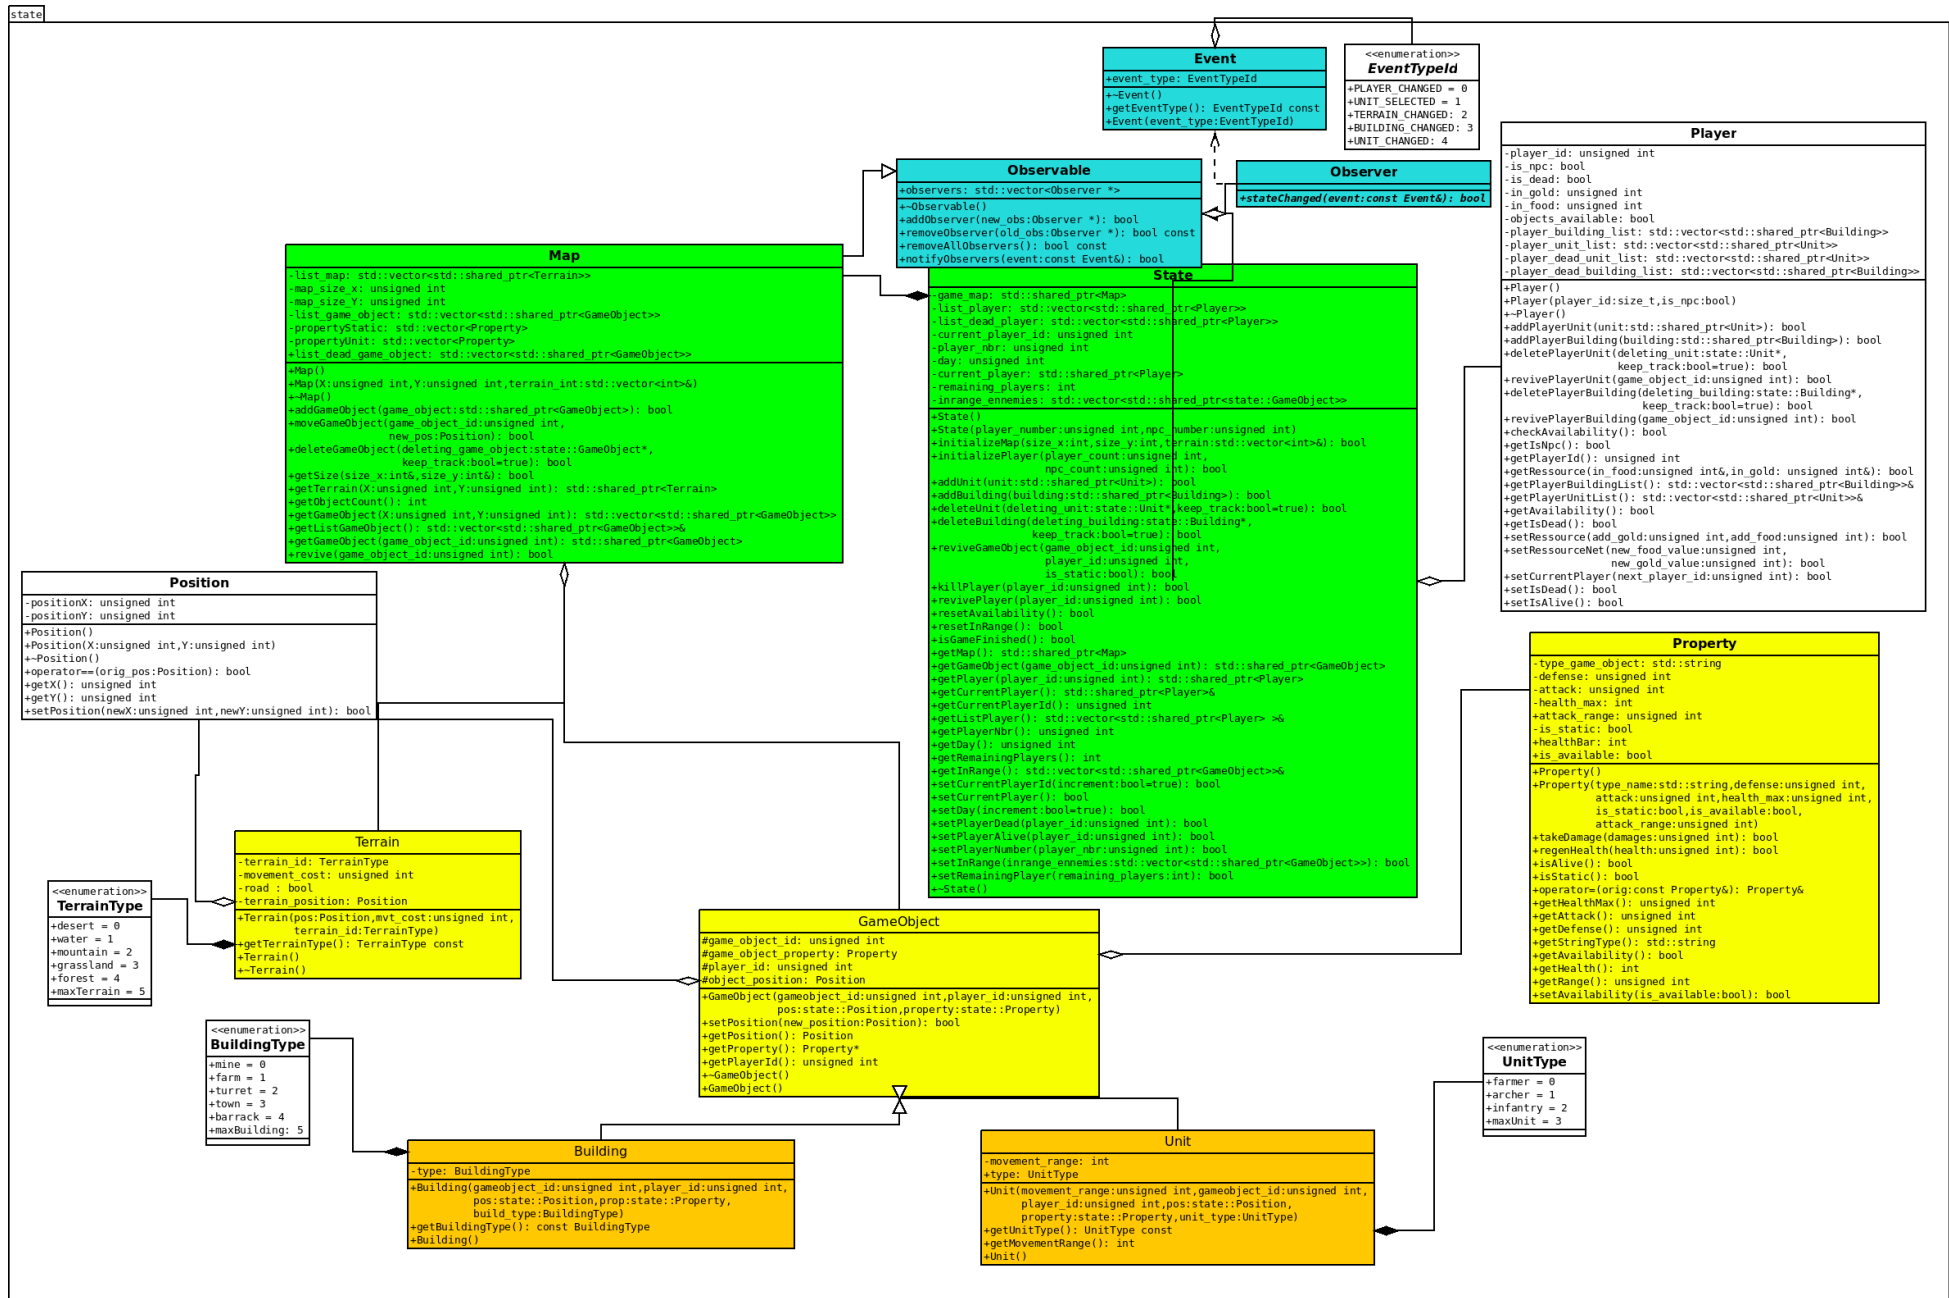 state
Event
+event_type: EventTypeId
+~Event()
+getEventType(): EventTypeId const
+Event(event_type:EventTypeId)
<<enumeration>>
EventTypeId
+PLAYER_CHANGED = 0
+UNIT_SELECTED = 1
+TERRAIN_CHANGED: 2
+BUILDING_CHANGED: 3
+UNIT_CHANGED: 4
Player
-player_id: unsigned int
-is_npc: bool
-is_dead: bool
-in_gold: unsigned int
-in_food: unsigned int
-objects_available: bool
-player_building_list: std::vector<std::shared_ptr<Building>>
-player_unit_list: std::vector<std::shared_ptr<Unit>>
-player_dead_unit_list: std::vector<std::shared_ptr<Unit>>
-player_dead_building_list: std::vector<std::shared_ptr<Building>>
+Player()
+Player(player_id:size_t,is_npc:bool)
+~Player()
+addPlayerUnit(unit:std::shared_ptr<Unit>): bool
+addPlayerBuilding(building:std::shared_ptr<Building>): bool
+deletePlayerUnit(deleting_unit:state::Unit*,
keep_track:bool=true): bool
+revivePlayerUnit(game_object_id:unsigned int): bool
+deletePlayerBuilding(deleting_building:state::Building*,
keep_track:bool=true): bool
+revivePlayerBuilding(game_object_id:unsigned int): bool
+checkAvailability(): bool
+getIsNpc(): bool
+getPlayerId(): unsigned int
+getRessource(in_food:unsigned int&,in_gold: unsigned int&): bool
+getPlayerBuildingList(): std::vector<std::shared_ptr<Building>>&
+getPlayerUnitList(): std::vector<std::shared_ptr<Unit>>&
+getAvailability(): bool
+getIsDead(): bool
+setRessource(add_gold:unsigned int,add_food:unsigned int): bool
+setRessourceNet(new_food_value:unsigned int,
new_gold_value:unsigned int): bool
+setCurrentPlayer(next_player_id:unsigned int): bool
+setIsDead(): bool
+setIsAlive(): bool
Observable
+observers: std::vector<Observer *>
+~Observable()
+addObserver(new_obs:Observer *): bool
+removeObserver(old_obs:Observer *): bool const
+removeAllObservers(): bool const
+notifyObservers(event:const Event&): bool
Observer
+stateChanged(event:const Event&): bool
Map
-list_map: std::vector<std::shared_ptr<Terrain>>
-map_size_x: unsigned int
-map_size_Y: unsigned int
-list_game_object: std::vector<std::shared_ptr<GameObject>>
-propertyStatic: std::vector<Property>
-propertyUnit: std::vector<Property>
+list_dead_game_object: std::vector<std::shared_ptr<GameObject>>
+Map()
+Map(X:unsigned int,Y:unsigned int,terrain_int:std::vector<int>&)
+~Map()
+addGameObject(game_object:std::shared_ptr<GameObject>): bool
+moveGameObject(game_object_id:unsigned int,
new_pos:Position): bool
+deleteGameObject(deleting_game_object:state::GameObject*,
keep_track:bool=true): bool
+getSize(size_x:int&,size_y:int&): bool
+getTerrain(X:unsigned int,Y:unsigned int): std::shared_ptr<Terrain>
+getObjectCount(): int
+getGameObject(X:unsigned int,Y:unsigned int): std::vector<std::shared_ptr<GameObject>>
+getListGameObject(): std::vector<std::shared_ptr<GameObject>>&
+getGameObject(game_object_id:unsigned int): std::shared_ptr<GameObject>
+revive(game_object_id:unsigned int): bool
State
-game_map: std::shared_ptr<Map>
-list_player: std::vector<std::shared_ptr<Player>>
-list_dead_player: std::vector<std::shared_ptr<Player>>
-current_player_id: unsigned int
-player_nbr: unsigned int
-day: unsigned int
-current_player: std::shared_ptr<Player>
-remaining_players: int
-inrange_ennemies: std::vector<std::shared_ptr<state::GameObject>>
+State()
+State(player_number:unsigned int,npc_number:unsigned int)
+initializeMap(size_x:int,size_y:int,terrain:std::vector<int>&): bool
+initializePlayer(player_count:unsigned int,
npc_count:unsigned int): bool
+addUnit(unit:std::shared_ptr<Unit>): bool
+addBuilding(building:std::shared_ptr<Building>): bool
+deleteUnit(deleting_unit:state::Unit*,keep_track:bool=true): bool
+deleteBuilding(deleting_building:state::Building*,
keep_track:bool=true): bool
+reviveGameObject(game_object_id:unsigned int,
player_id:unsigned int,
is_static:bool): bool
+killPlayer(player_id:unsigned int): bool
+revivePlayer(player_id:unsigned int): bool
+resetAvailability(): bool
+resetInRange(): bool
+isGameFinished(): bool
+getMap(): std::shared_ptr<Map>
+getGameObject(game_object_id:unsigned int): std::shared_ptr<GameObject>
+getPlayer(player_id:unsigned int): std::shared_ptr<Player>
+getCurrentPlayer(): std::shared_ptr<Player>&
+getCurrentPlayerId(): unsigned int
+getListPlayer(): std::vector<std::shared_ptr<Player> >&
+getPlayerNbr(): unsigned int
+getDay(): unsigned int
+getRemainingPlayers(): int
+getInRange(): std::vector<std::shared_ptr<GameObject>>&
+setCurrentPlayerId(increment:bool=true): bool
+setCurrentPlayer(): bool
+setDay(increment:bool=true): bool
+setPlayerDead(player_id:unsigned int): bool
+setPlayerAlive(player_id:unsigned int): bool
+setPlayerNumber(player_nbr:unsigned int): bool
+setInRange(inrange_ennemies:std::vector<std::shared_ptr<GameObject>>): bool
+setRemainingPlayer(remaining_players:int): bool
+~State()
Position
-positionX: unsigned int
-positionY: unsigned int
+Position()
+Position(X:unsigned int,Y:unsigned int)
+~Position()
+operator==(orig_pos:Position): bool
+getX(): unsigned int
+getY(): unsigned int
+setPosition(newX:unsigned int,newY:unsigned int): bool
Property
-type_game_object: std::string
-defense: unsigned int
-attack: unsigned int
-health_max: int
+attack_range: unsigned int
-is_static: bool
+healthBar: int
+is_available: bool
+Property()
+Property(type_name:std::string,defense:unsigned int,
attack:unsigned int,health_max:unsigned int,
is_static:bool,is_available:bool,
attack_range:unsigned int)
+takeDamage(damages:unsigned int): bool
+regenHealth(health:unsigned int): bool
+isAlive(): bool
+isStatic(): bool
+operator=(orig:const Property&): Property&
+getHealthMax(): unsigned int
+getAttack(): unsigned int
+getDefense(): unsigned int
+getStringType(): std::string
+getAvailability(): bool
+getHealth(): int
+getRange(): unsigned int
+setAvailability(is_available:bool): bool
Terrain
-terrain_id: TerrainType
-movement_cost: unsigned int
-road : bool
-terrain_position: Position
+Terrain(pos:Position,mvt_cost:unsigned int,
terrain_id:TerrainType)
+getTerrainType(): TerrainType const
+Terrain()
+~Terrain()
<<enumeration>>
TerrainType
+desert = 0
+water = 1
+mountain = 2
+grassland = 3
+forest = 4
+maxTerrain = 5
GameObject
#game_object_id: unsigned int
#game_object_property: Property
#player_id: unsigned int
#object_position: Position
+GameObject(gameobject_id:unsigned int,player_id:unsigned int,
pos:state::Position,property:state::Property)
+setPosition(new_position:Position): bool
+getPosition(): Position
+getProperty(): Property*
+getPlayerId(): unsigned int
+~GameObject()
+GameObject()
<<enumeration>>
BuildingType
+mine = 0
+farm = 1
+turret = 2
+town = 3
+barrack = 4
+maxBuilding: 5
<<enumeration>>
UnitType
+farmer = 0
+archer = 1
+infantry = 2
+maxUnit = 3
Building
-type: BuildingType
+Building(gameobject_id:unsigned int,player_id:unsigned int,
pos:state::Position,prop:state::Property,
build_type:BuildingType)
+getBuildingType(): const BuildingType
+Building()
Unit
-movement_range: int
+type: UnitType
+Unit(movement_range:unsigned int,gameobject_id:unsigned int,
player_id:unsigned int,pos:state::Position,
property:state::Property,unit_type:UnitType)
+getUnitType(): UnitType const
+getMovementRange(): int
+Unit()